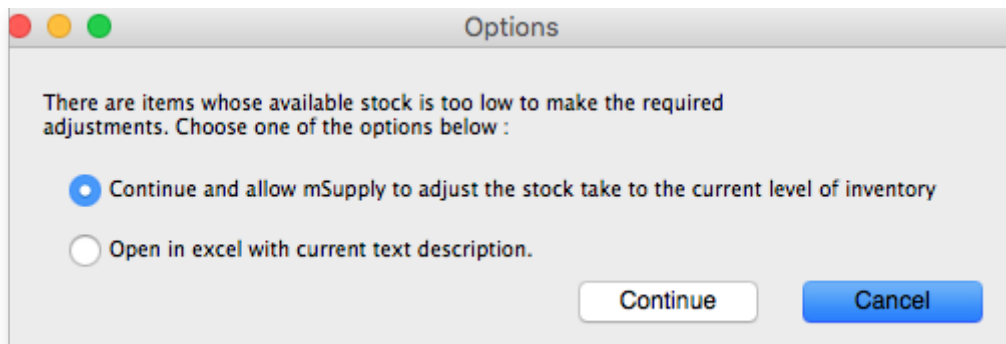 Options
There are items whose available stock is too low to make the required
adjustments. Choose one of the options below :
Continue and allow mSupply to adjust the stock take to the current level of inventory
Open in excel with current text description.
Continue Cancel